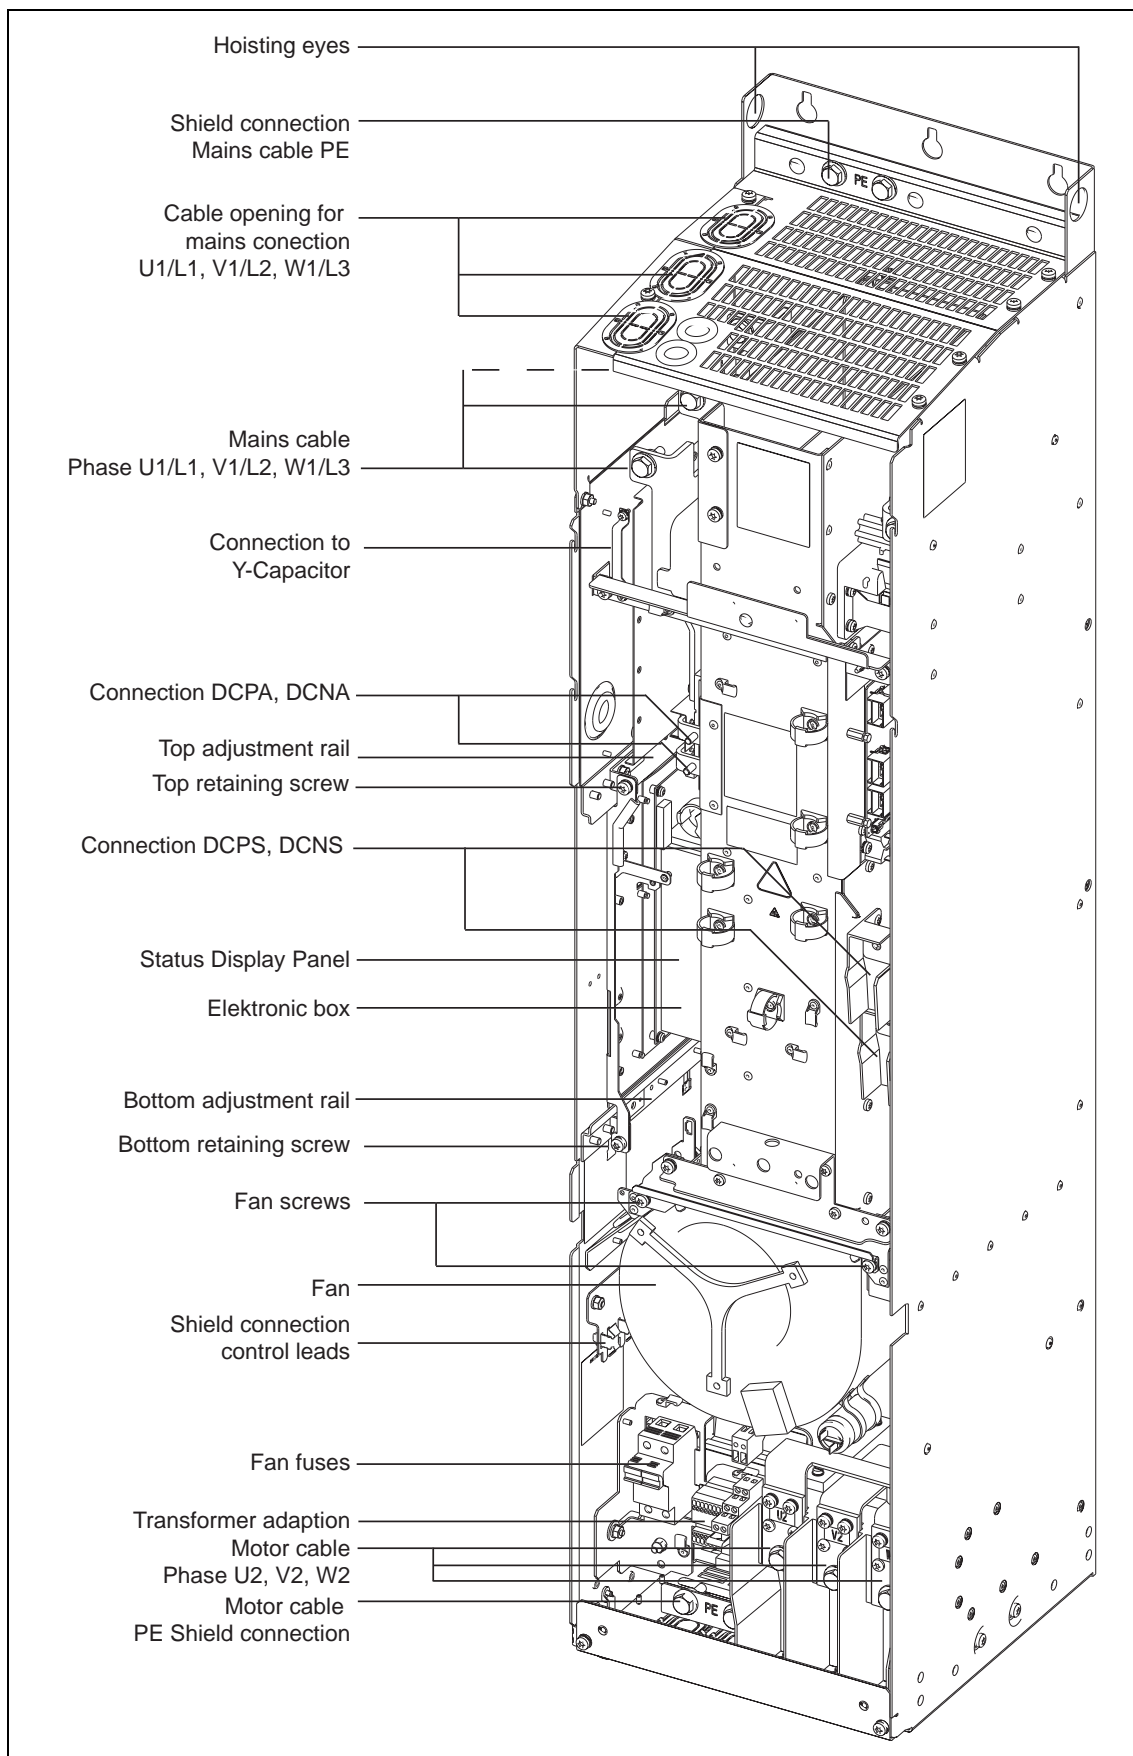 Hoisting eyes
Shield connection
Mains cable PE
PE
Cable opening for
mains conection
U1/L1, V1/L2, W1/L3
Mains cable
Phase U1/L1, V1/L2, W1/L3
Connection to
Y-Capacitor
Connection DCPA, DCNA
Top adjustment rail
Top retaining screw
Connection DCPS, DCNS
Status Display Panel
Elektronic box
Bottom adjustment rail
Bottom retaining screw
Fan screws
Fan
Shield connection
control leads
Fan fuses
Transformer adaption
Motor cable
Phase U2, V2, W2
Motor cable
PE Shield connection
U2
V2
PE